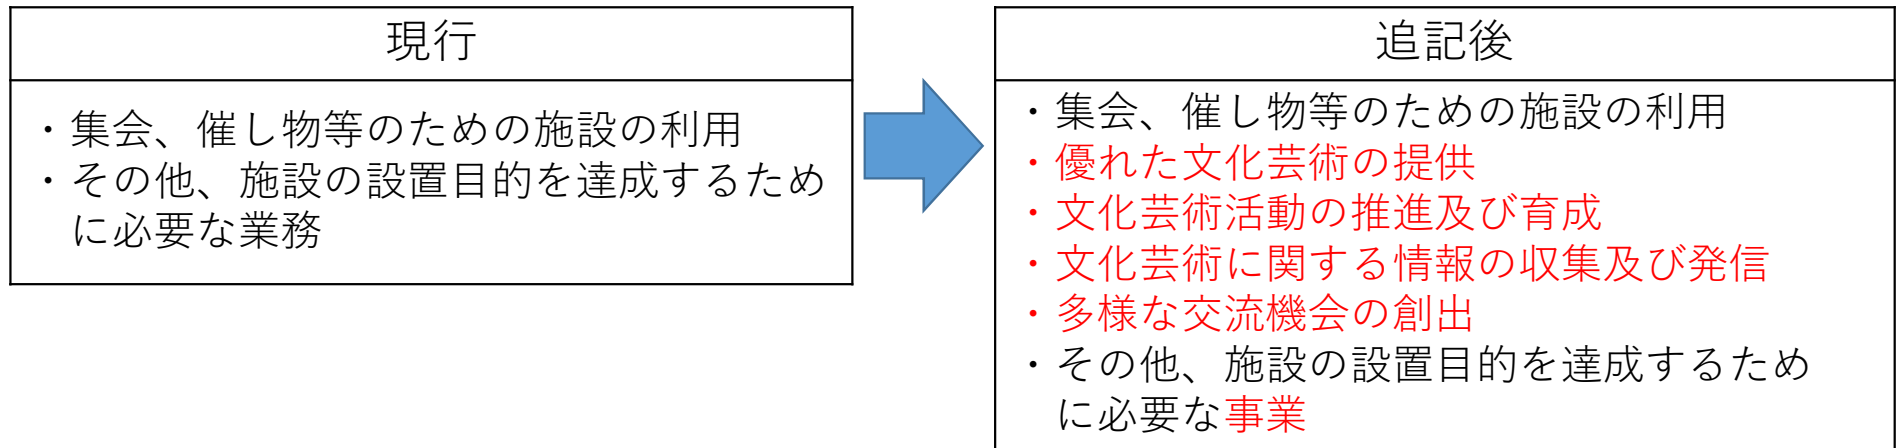 現行
・集会、催し物等のための施設の利用
・その他、施設の設置目的を達成するため
に必要な業務
追記後
・集会、催し物等のための施設の利用
・優れた文化芸術の提供
・文化芸術活動の推進及び育成
・文化芸術に関する情報の収集及び発信
・多様な交流機会の創出
・その他、施設の設置目的を達成するため
に必要な事業